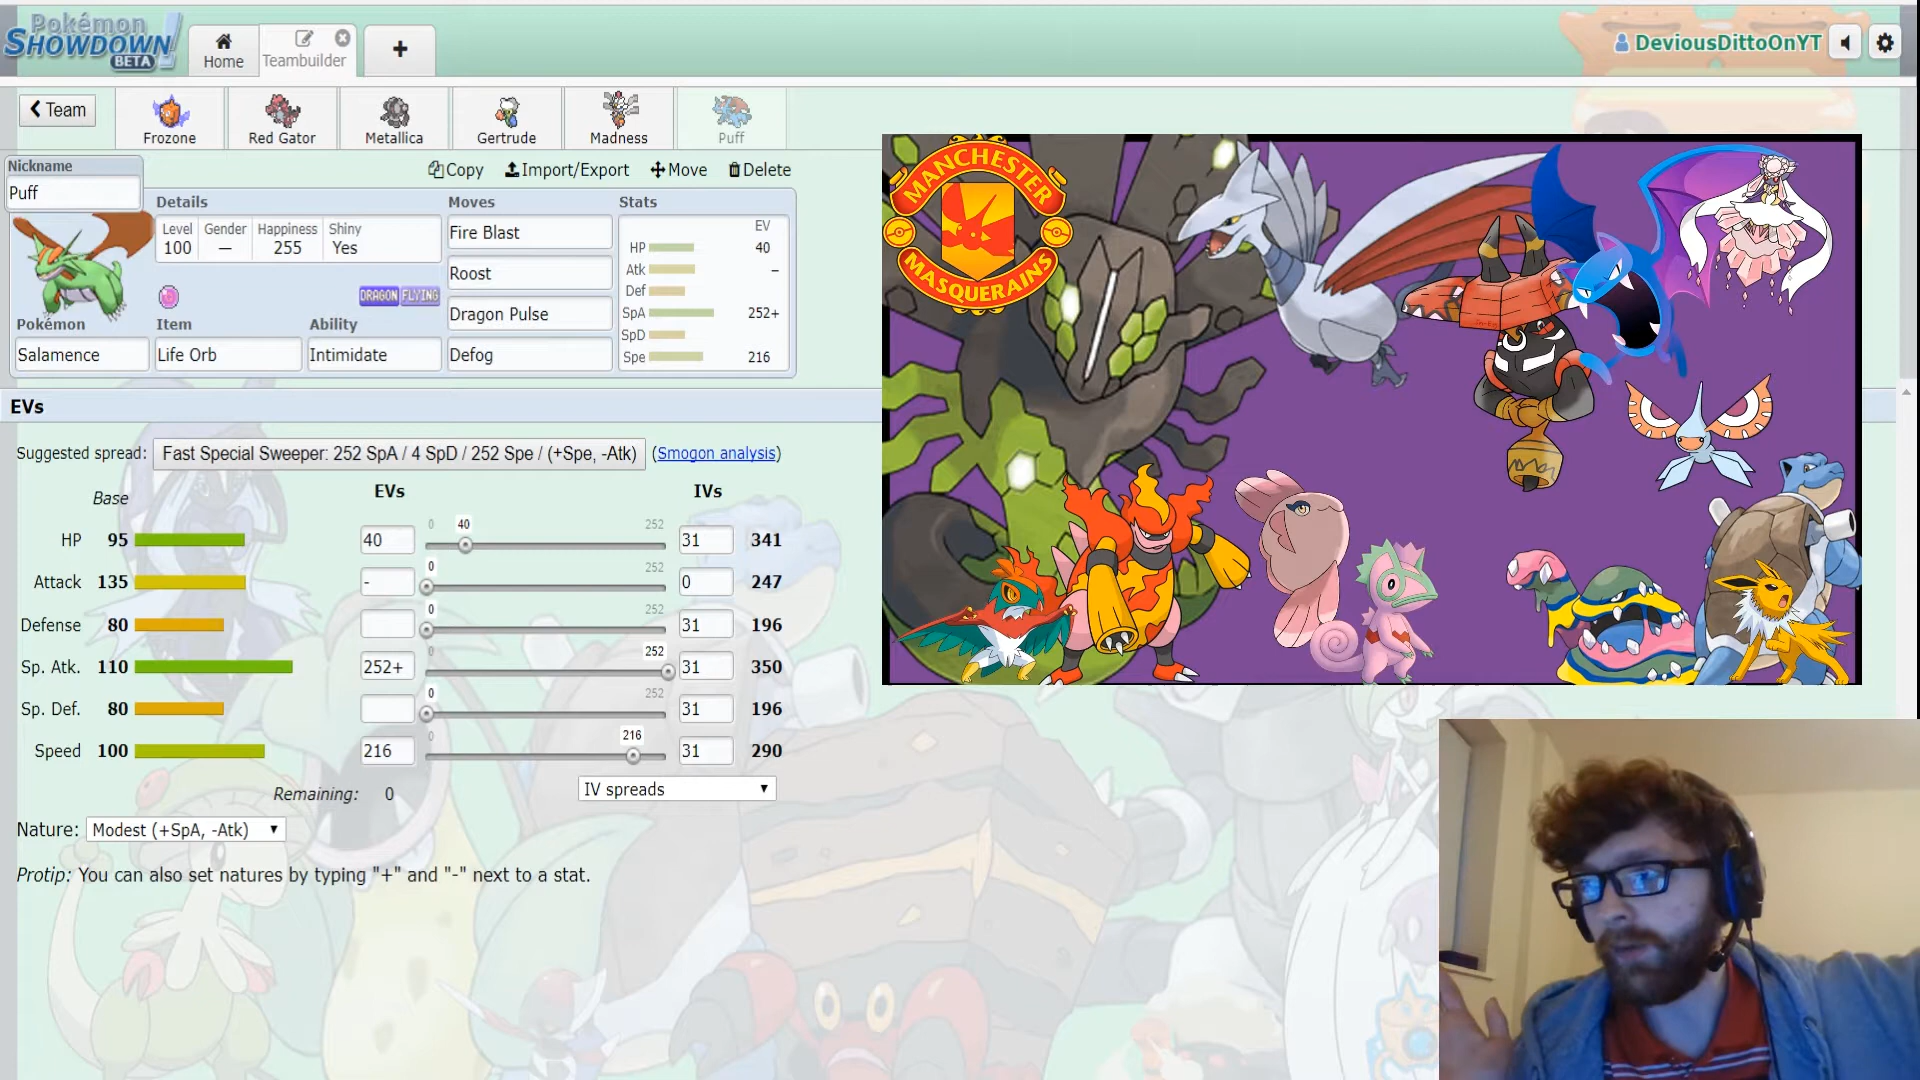 Pokémon
SHOWDOWN!
BETA
Home
Teambuilder
+
DeviousDittoOnYT
Team
Frozone
Red Gator
Metallica
Gertrude
Madness
Puff
Nickname
Puff
Copy
Import/Export
Move
Delete
Details
Moves
Stats
Level
Gender
Happiness
Shiny
100
—
255
Yes
DRAGON FLYING
Pokémon
Item
Ability
Salamence
Life Orb
Intimidate
Fire Blast
Roost
Dragon Pulse
Defog
EV
HP 40
Atk –
Def
SpA 252+
SpD
Spe 216
MANCHESTER
MASQUERAINS
EVs
Suggested spread: Fast Special Sweeper: 252 SpA / 4 SpD / 252 Spe / (+Spe, -Atk) (Smogon analysis)
Base EVs IVs
0 40 252
HP 95 40 31 341
0 252
Attack 135 - 0 247
0 252
Defense 80 31 196
0 252
Sp. Atk. 110 252+ 31 350
0 252
Sp. Def. 80 31 196
0 216
Speed 100 216 31 290
Remaining: 0
IV spreads
Nature: Modest (+SpA, -Atk)
Protip: You can also set natures by typing "+" and "-" next to a stat.